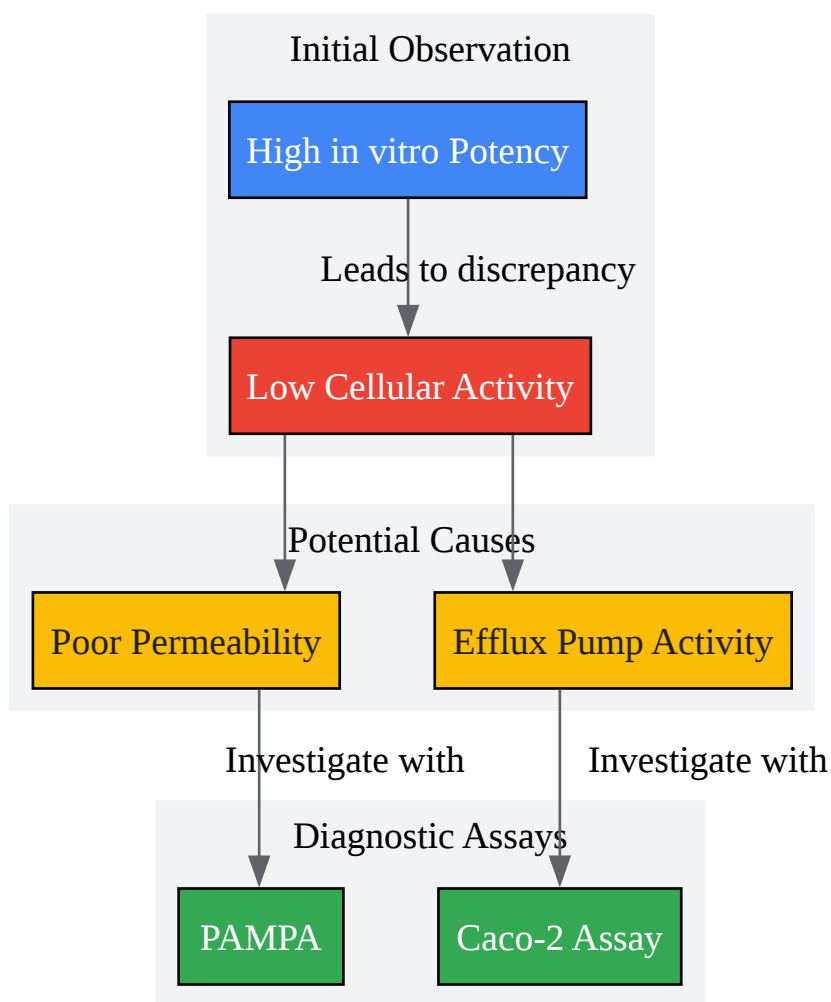 Initial Observation
High in vitro Potency
Leads to discrepancy
Low Cellular Activity
Potential Causes
Poor Permeability
Efflux Pump Activity
Investigate with
Investigate with
Diagnostic Assays
PAMPA
Caco-2 Assay